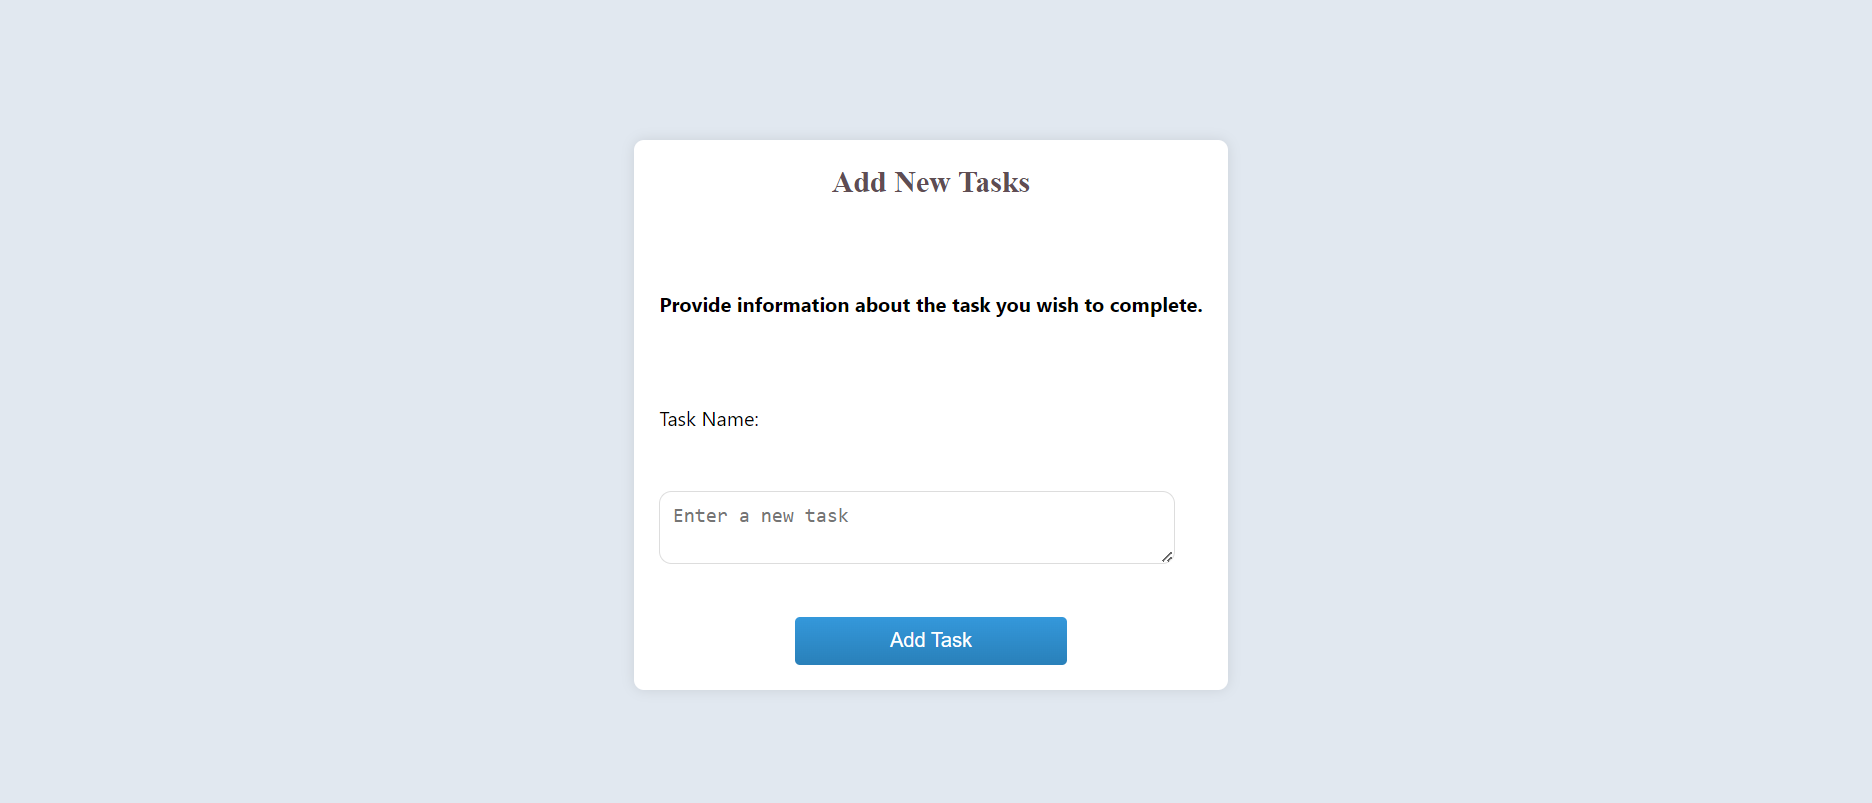 Add New Tasks
Provide information about the task you wish to complete.
Task Name:
Enter a new task
Add Task